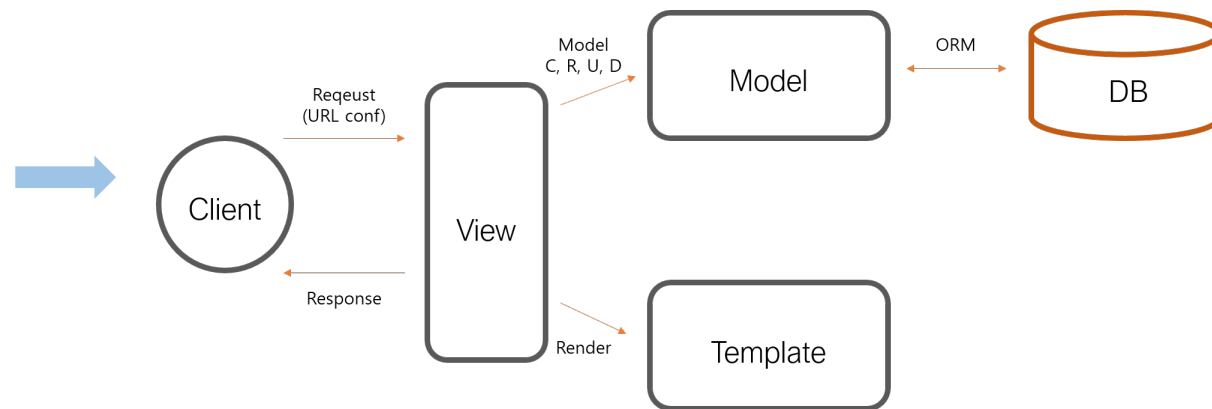 Model
C, R, U, D
ORM
Model
DB
Reqeust
(URL conf)
Client
View
Response
Render
Template